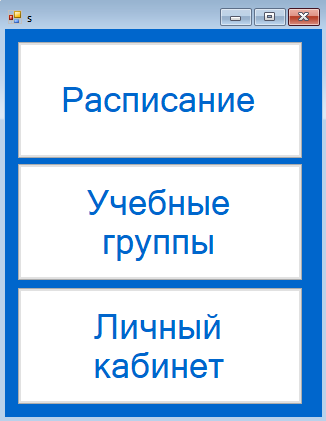 s
Расписание
Учебные
группы
Личный
кабинет